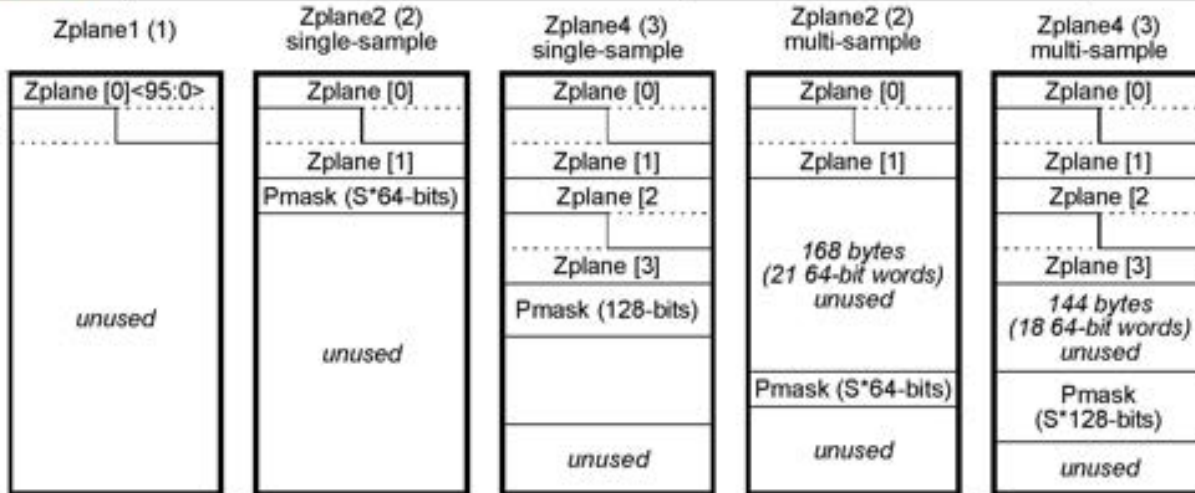 Zplane1 (1)
Zplane2 (2)
single-sample
Zplane4 (3)
single-sample
Zplane2 (2)
multi-sample
Zplane4 (3)
multi-sample
Zplane [0]<95:0>
unused
Zplane [0]
Zplane [1]
Pmask (S*64-bits)
unused
Zplane [0]
Zplane [1]
Zplane [2
Zplane [3]
Pmask (128-bits)
unused
Zplane [0]
Zplane [1]
168 bytes
(21 64-bit words)
unused
Pmask (S*64-bits)
unused
Zplane [0]
Zplane [1]
Zplane [2
Zplane [3]
144 bytes
(18 64-bit words)
unused
Pmask
(S*128-bits)
unused